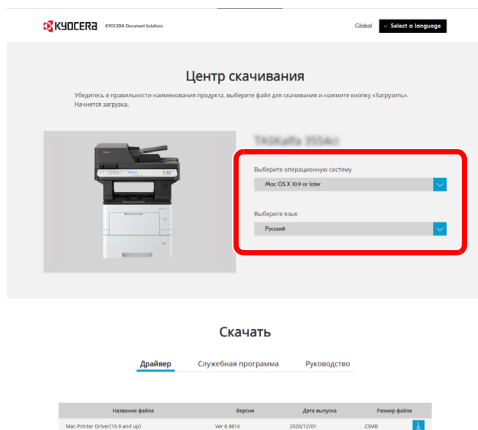 KYOCERA KYOCERA Document Solutions
Global Select a language
Центр скачивания
Убедитесь в правильности наименования продукта, выберите файл для скачивания и нажмите кнопку «Загрузить».
Начнется загрузка.
TASKalfa 3554ci
Выберите операционную систему
Mac OS X 10.9 or later
Выберите язык
Русский
Скачать
Драйвер Служебная программа Руководство
Название файла Версия Дата выпуска Размер файла
Mac Printer Driver(10.9 and up) Ver 8.9814 2020/12/01 23MB